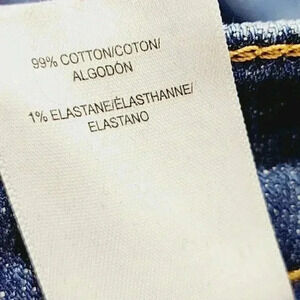 99% COTTON/COTON/
ALGODÓN
1% ELASTANE/ÉLASTHANNE/
ELASTANO